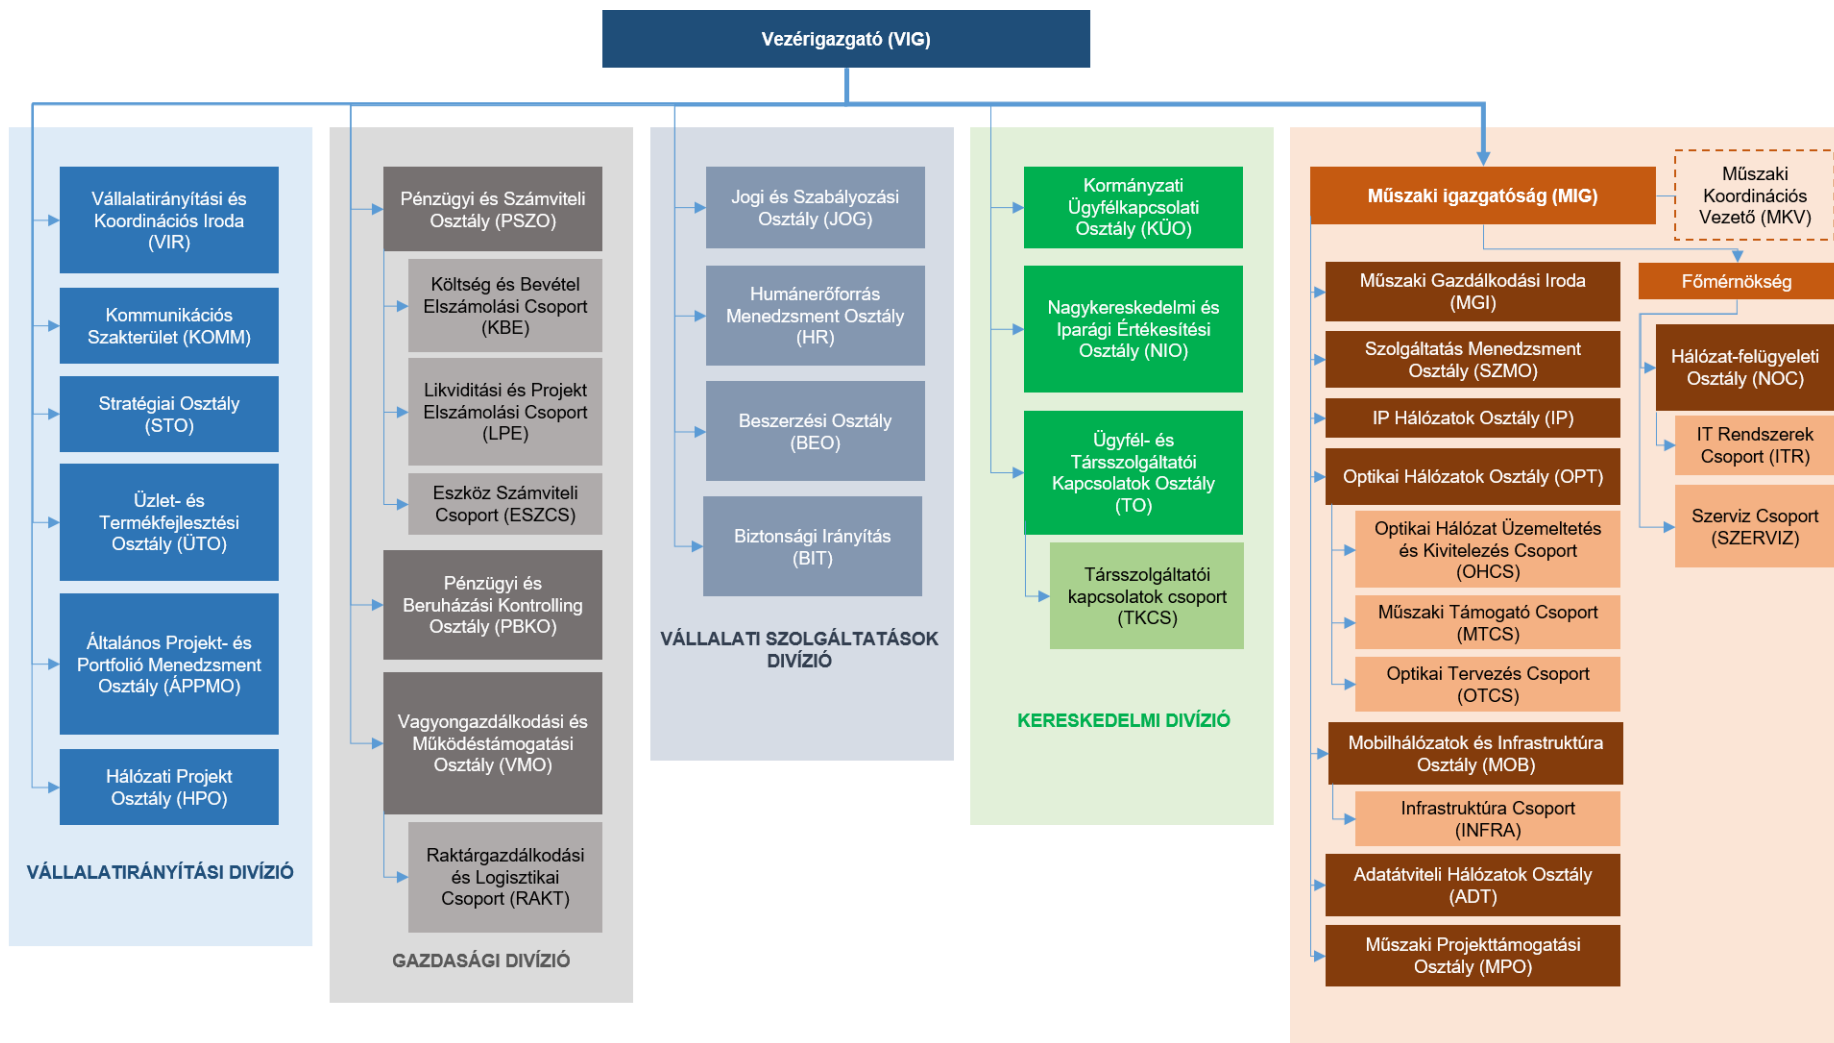 Vezérigazgató (VIG)
Vállalatirányítási és
Koordinációs Iroda
(VIR)
Kommunikációs
Szakterület (KOMM)
Stratégiai Osztály
(STO)
Üzlet- és
Termékfejlesztési
Osztály (ÜTO)
Általános Projekt- és
Portfolió Menedzsment
Osztály (ÁPPMO)
Hálózati Projekt
Osztály (HPO)
VÁLLALATIRÁNYÍTÁSI DIVÍZIÓ
Pénzügyi és Számviteli
Osztály (PSZO)
Költség és Bevétel
Elszámolási Csoport
(KBE)
Likviditási és Projekt
Elszámolási Csoport
(LPE)
Eszköz Számviteli
Csoport (ESZCS)
Pénzügyi és
Beruházási Kontrolling
Osztály (PBKO)
Vagyongazdálkodási és
Működéstámogatási
Osztály (VMO)
Raktárgazdálkodási
és Logisztikai
Csoport (RAKT)
GAZDASÁGI DIVÍZIÓ
Jogi és Szabályozási
Osztály (JOG)
Humánerőforrás
Menedzsment Osztály
(HR)
Beszerzési Osztály
(BEO)
Biztonsági Irányítás
(BIT)
VÁLLALATI SZOLGÁLTATÁSOK
DIVÍZIÓ
Kormányzati
Ügyfélkapcsolati
Osztály (KÜO)
Nagykereskedelmi és
Iparági Értékesítési
Osztály (NIO)
Ügyfél- és
Társszolgáltatói
Kapcsolatok Osztály
(TO)
Társszolgáltatói
kapcsolatok csoport
(TKCS)
KERESKEDELMI DIVÍZIÓ
Műszaki igazgatóság (MIG)
Műszaki
Koordinációs
Vezető (MKV)
Műszaki Gazdálkodási Iroda
(MGI)
Szolgáltatás Menedzsment
Osztály (SZMO)
IP Hálózatok Osztály (IP)
Optikai Hálózatok Osztály (OPT)
Optikai Hálózat Üzemeltetés
és Kivitelezés Csoport
(OHCS)
Műszaki Támogató Csoport
(MTCS)
Optikai Tervezés Csoport
(OTCS)
Mobilhálózatok és Infrastruktúra
Osztály (MOB)
Infrastruktúra Csoport
(INFRA)
Adatátviteli Hálózatok Osztály
(ADT)
Műszaki Projekttámogatási
Osztály (MPO)
Főmérnökség
Hálózat-felügyeleti
Osztály (NOC)
IT Rendszerek
Csoport (ITR)
Szerviz Csoport
(SZERVIZ)